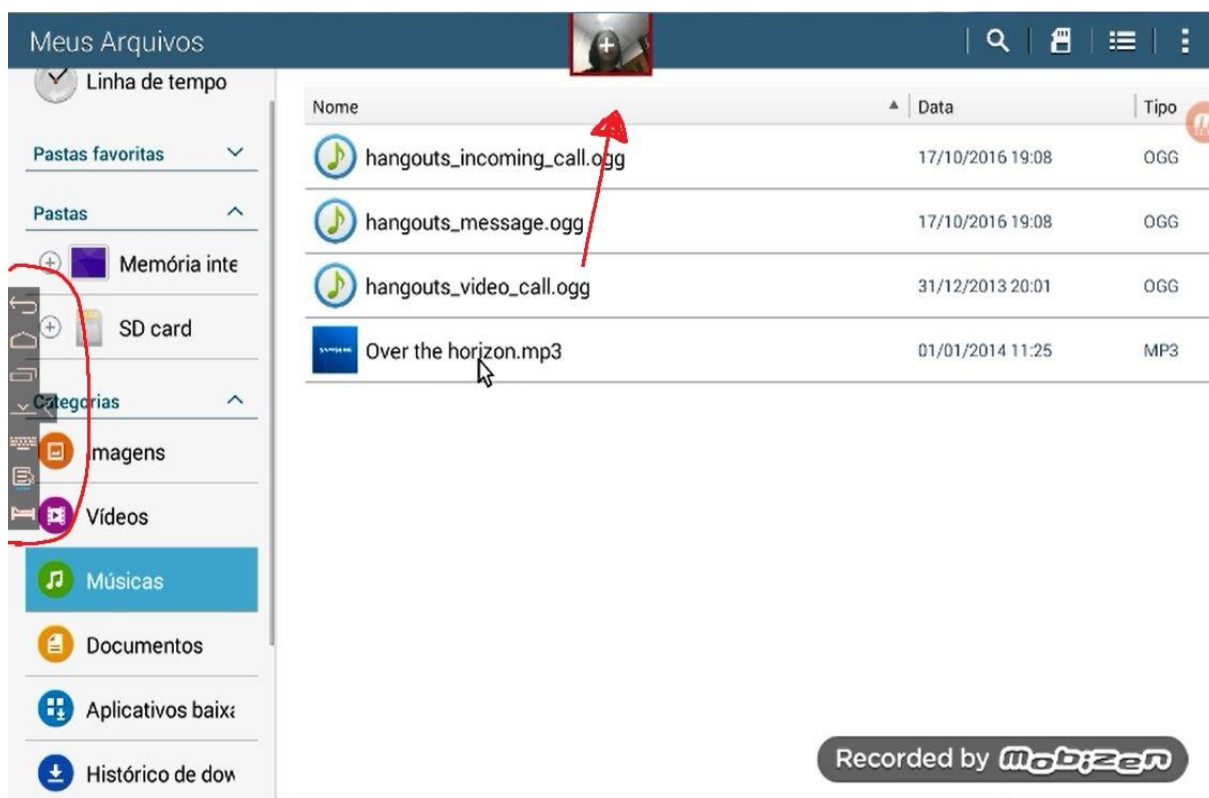 Meus Arquivos
Linha de tempo
Pastas favoritas
Pastas
Memória inte
SD card
Categorias
Imagens
Vídeos
Músicas
Documentos
Aplicativos baixa
Histórico de dow
Nome Data Tipo
hangouts_incoming_call.ogg 17/10/2016 19:08 OGG
hangouts_message.ogg 17/10/2016 19:08 OGG
hangouts_video_call.ogg 31/12/2013 20:01 OGG
SAMSUNG
Over the horizon.mp3 01/01/2014 11:25 MP3
Recorded by mobizen